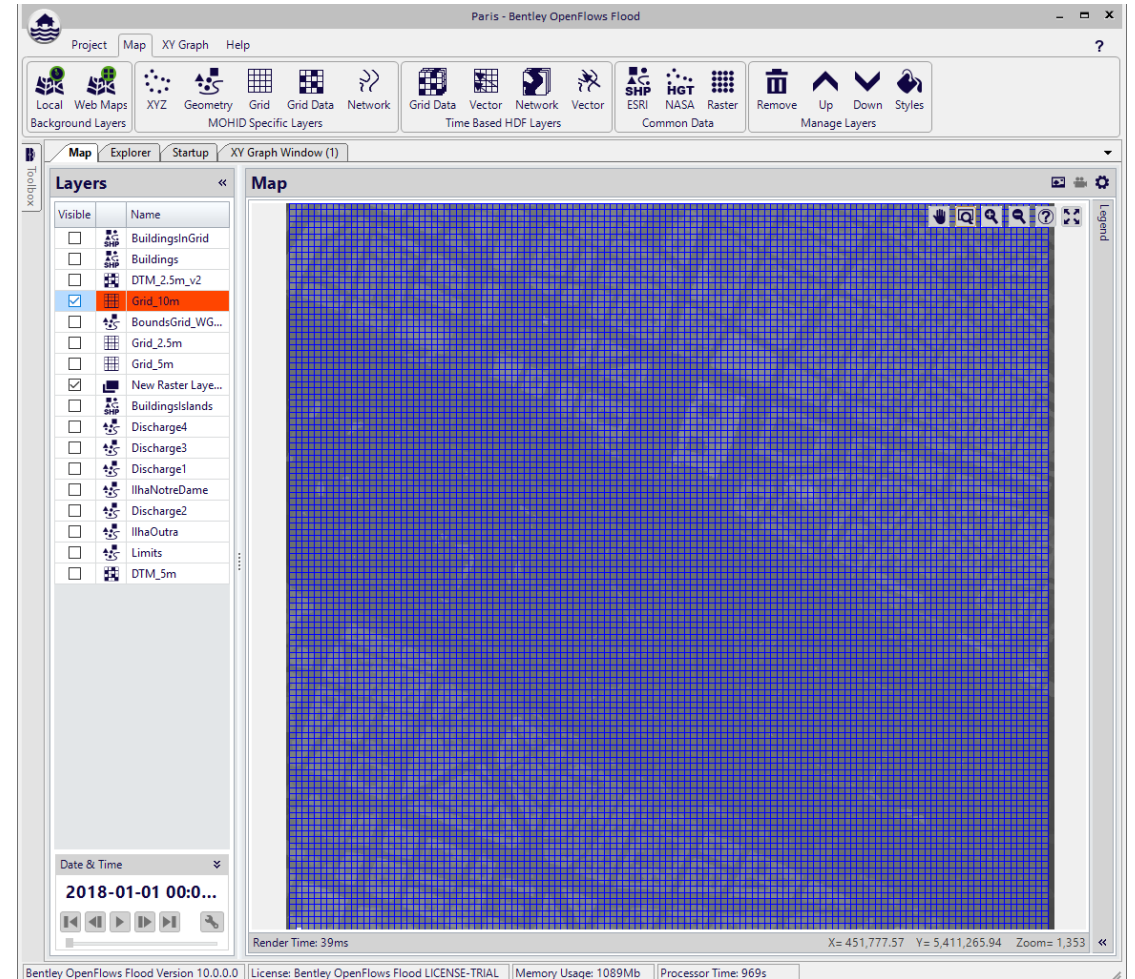 Paris - Bentley OpenFlows Flood
Project Map XY Graph Help ?
SHP HGT
Local Web Maps XYZ Geometry Grid Grid Data Network Grid Data Vector Network Vector ESRI NASA Raster Remove Up Down Styles
Background Layers MOHID Specific Layers Time Based HDF Layers Common Data Manage Layers
Toolbox
Map Explorer Startup XY Graph Window (1)
Layers «
Visible Name
SHP BuildingsInGrid
SHP Buildings
DTM_2.5m_v2
Grid_10m
BoundsGrid_WG...
Grid_2.5m
Grid_5m
New Raster Laye...
SHP BuildingsIslands
Discharge4
Discharge3
Discharge1
IlhaNotreDame
Discharge2
IlhaOutra
Limits
DTM_5m
Date & Time
2018-01-01 00:0...
Map
Legend
Render Time: 39ms X= 451,777.57 Y= 5,411,265.94 Zoom= 1,353 «
Bentley OpenFlows Flood Version 10.0.0.0 License: Bentley OpenFlows Flood LICENSE-TRIAL Memory Usage: 1089Mb Processor Time: 969s